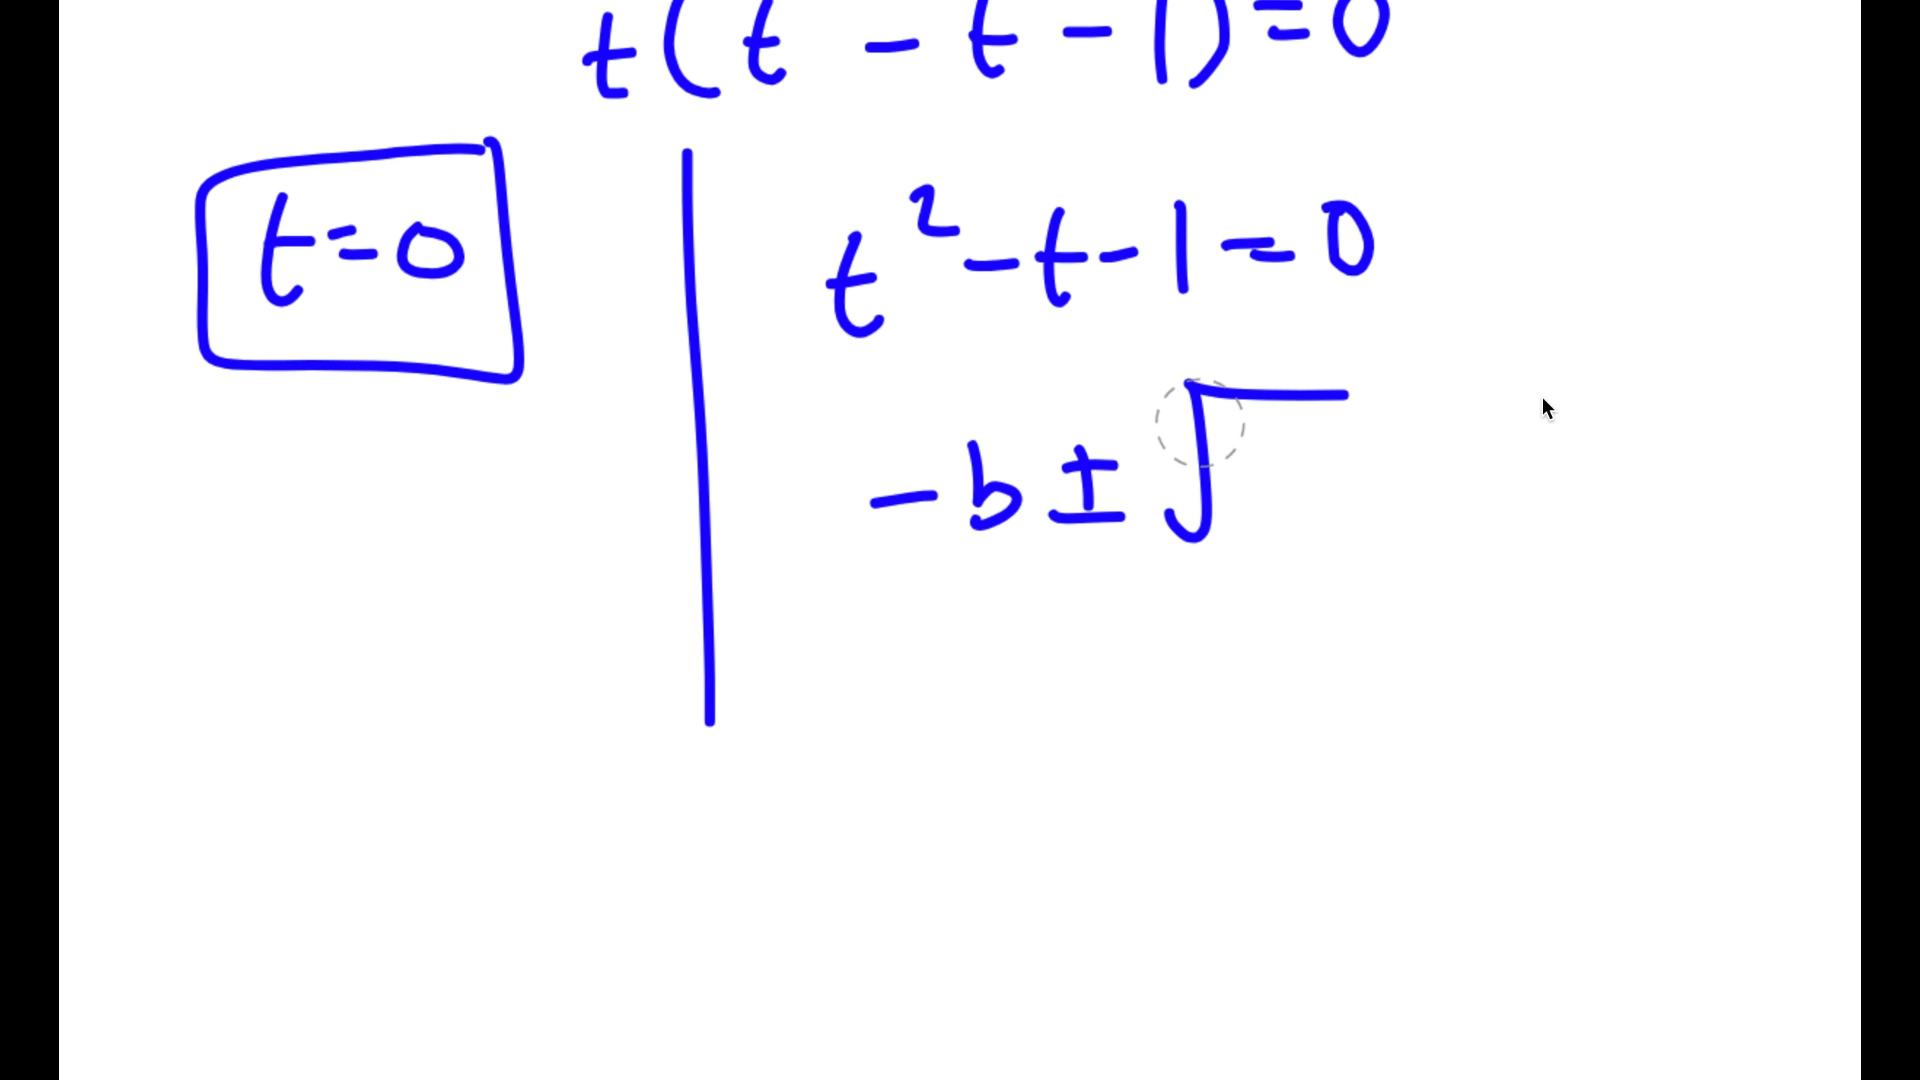 t(t - t - 1) = 0
t = 0
t² - t - 1 = 0
-b ± √